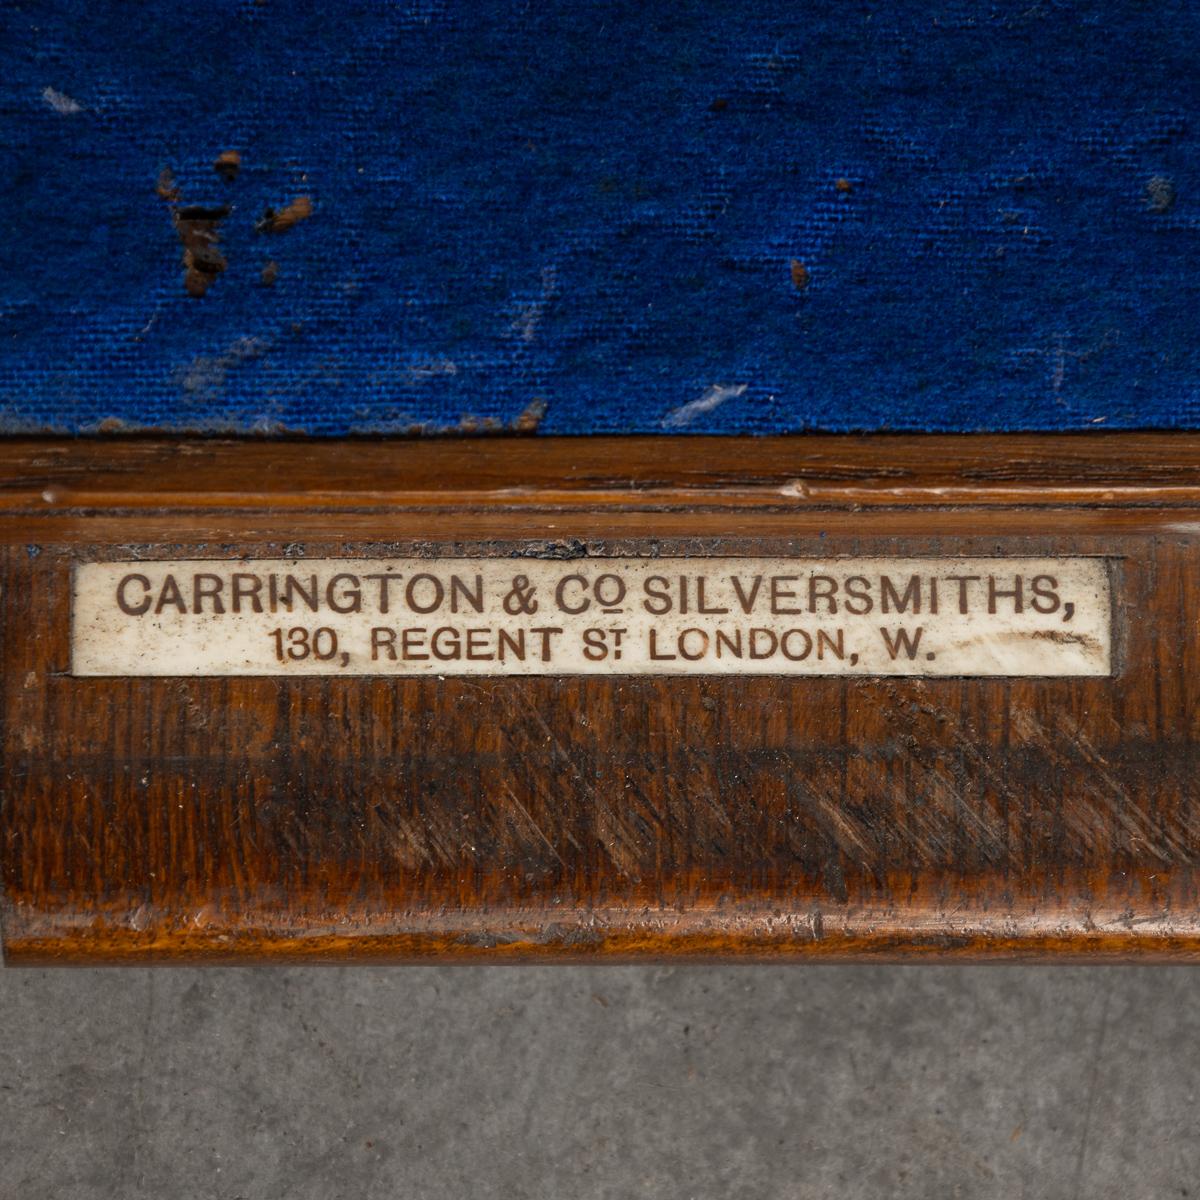 CARRINGTON & Cº SILVERSMITHS,
130, REGENT ST LONDON, W.